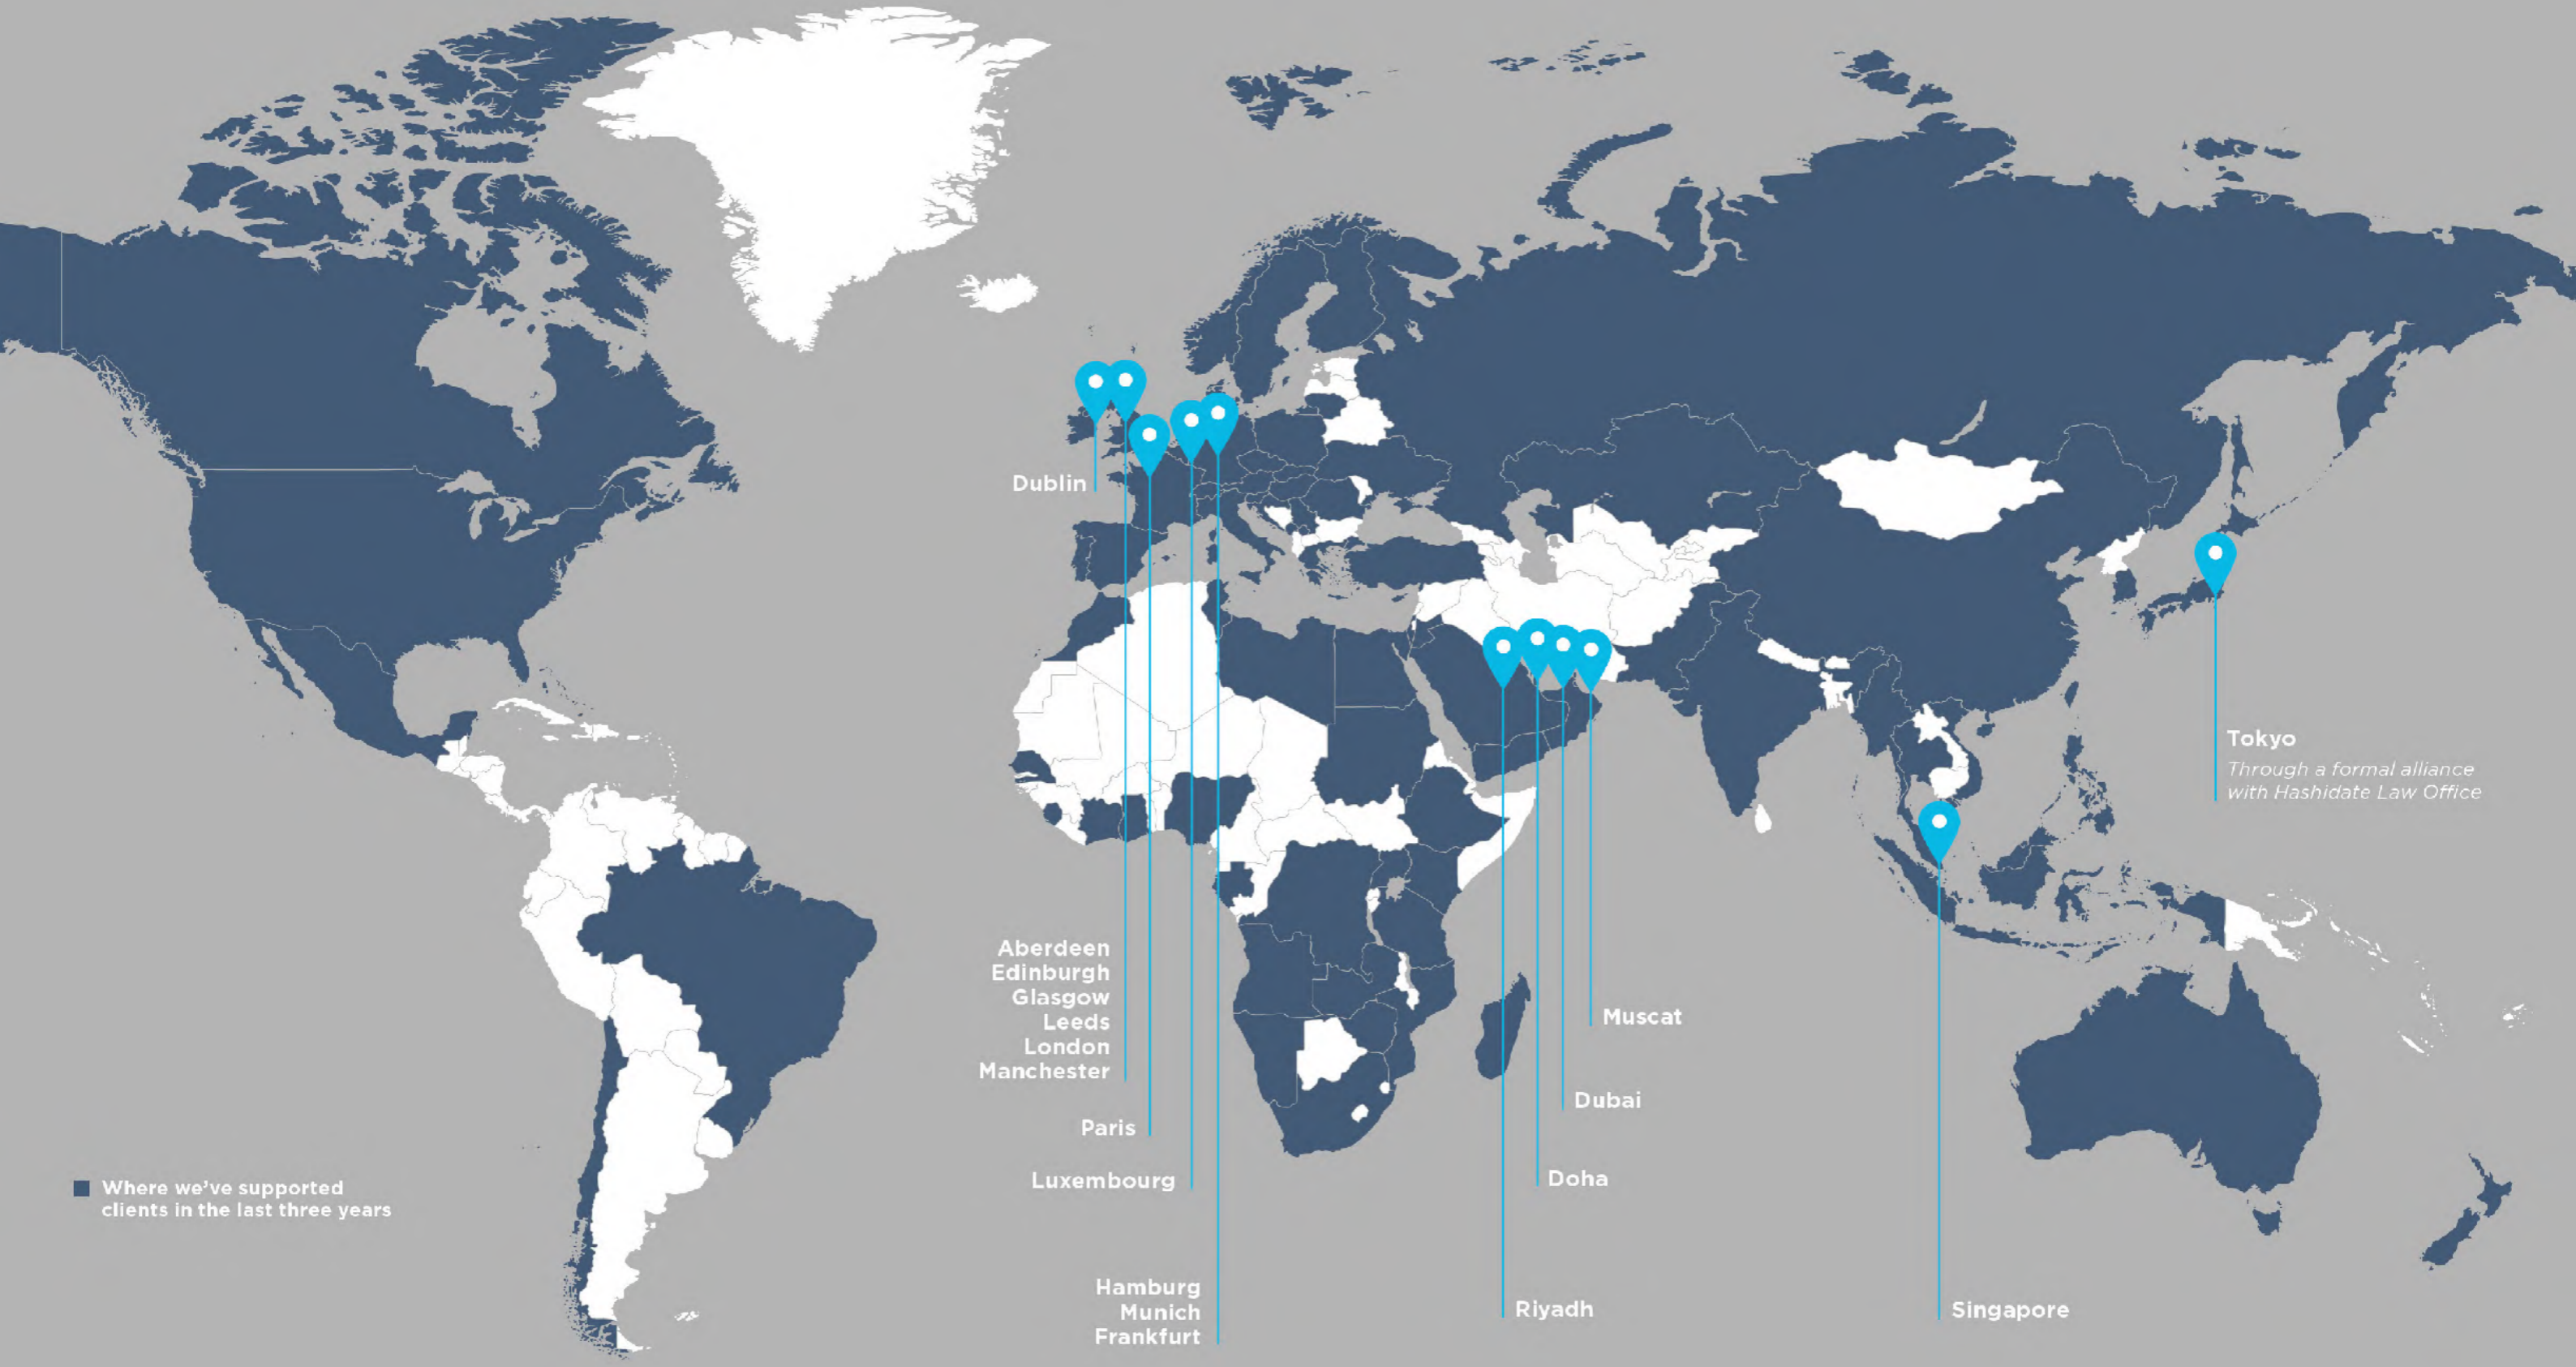 Dublin
Tokyo
Through a formal alliance
with Hashidate Law Office
Aberdeen
Edinburgh
Glasgow
Leeds
London
Manchester
Muscat
Dubai
Paris
Luxembourg
Doha
Where we've supported
clients in the last three years
Hamburg
Munich
Frankfurt
Riyadh
Singapore